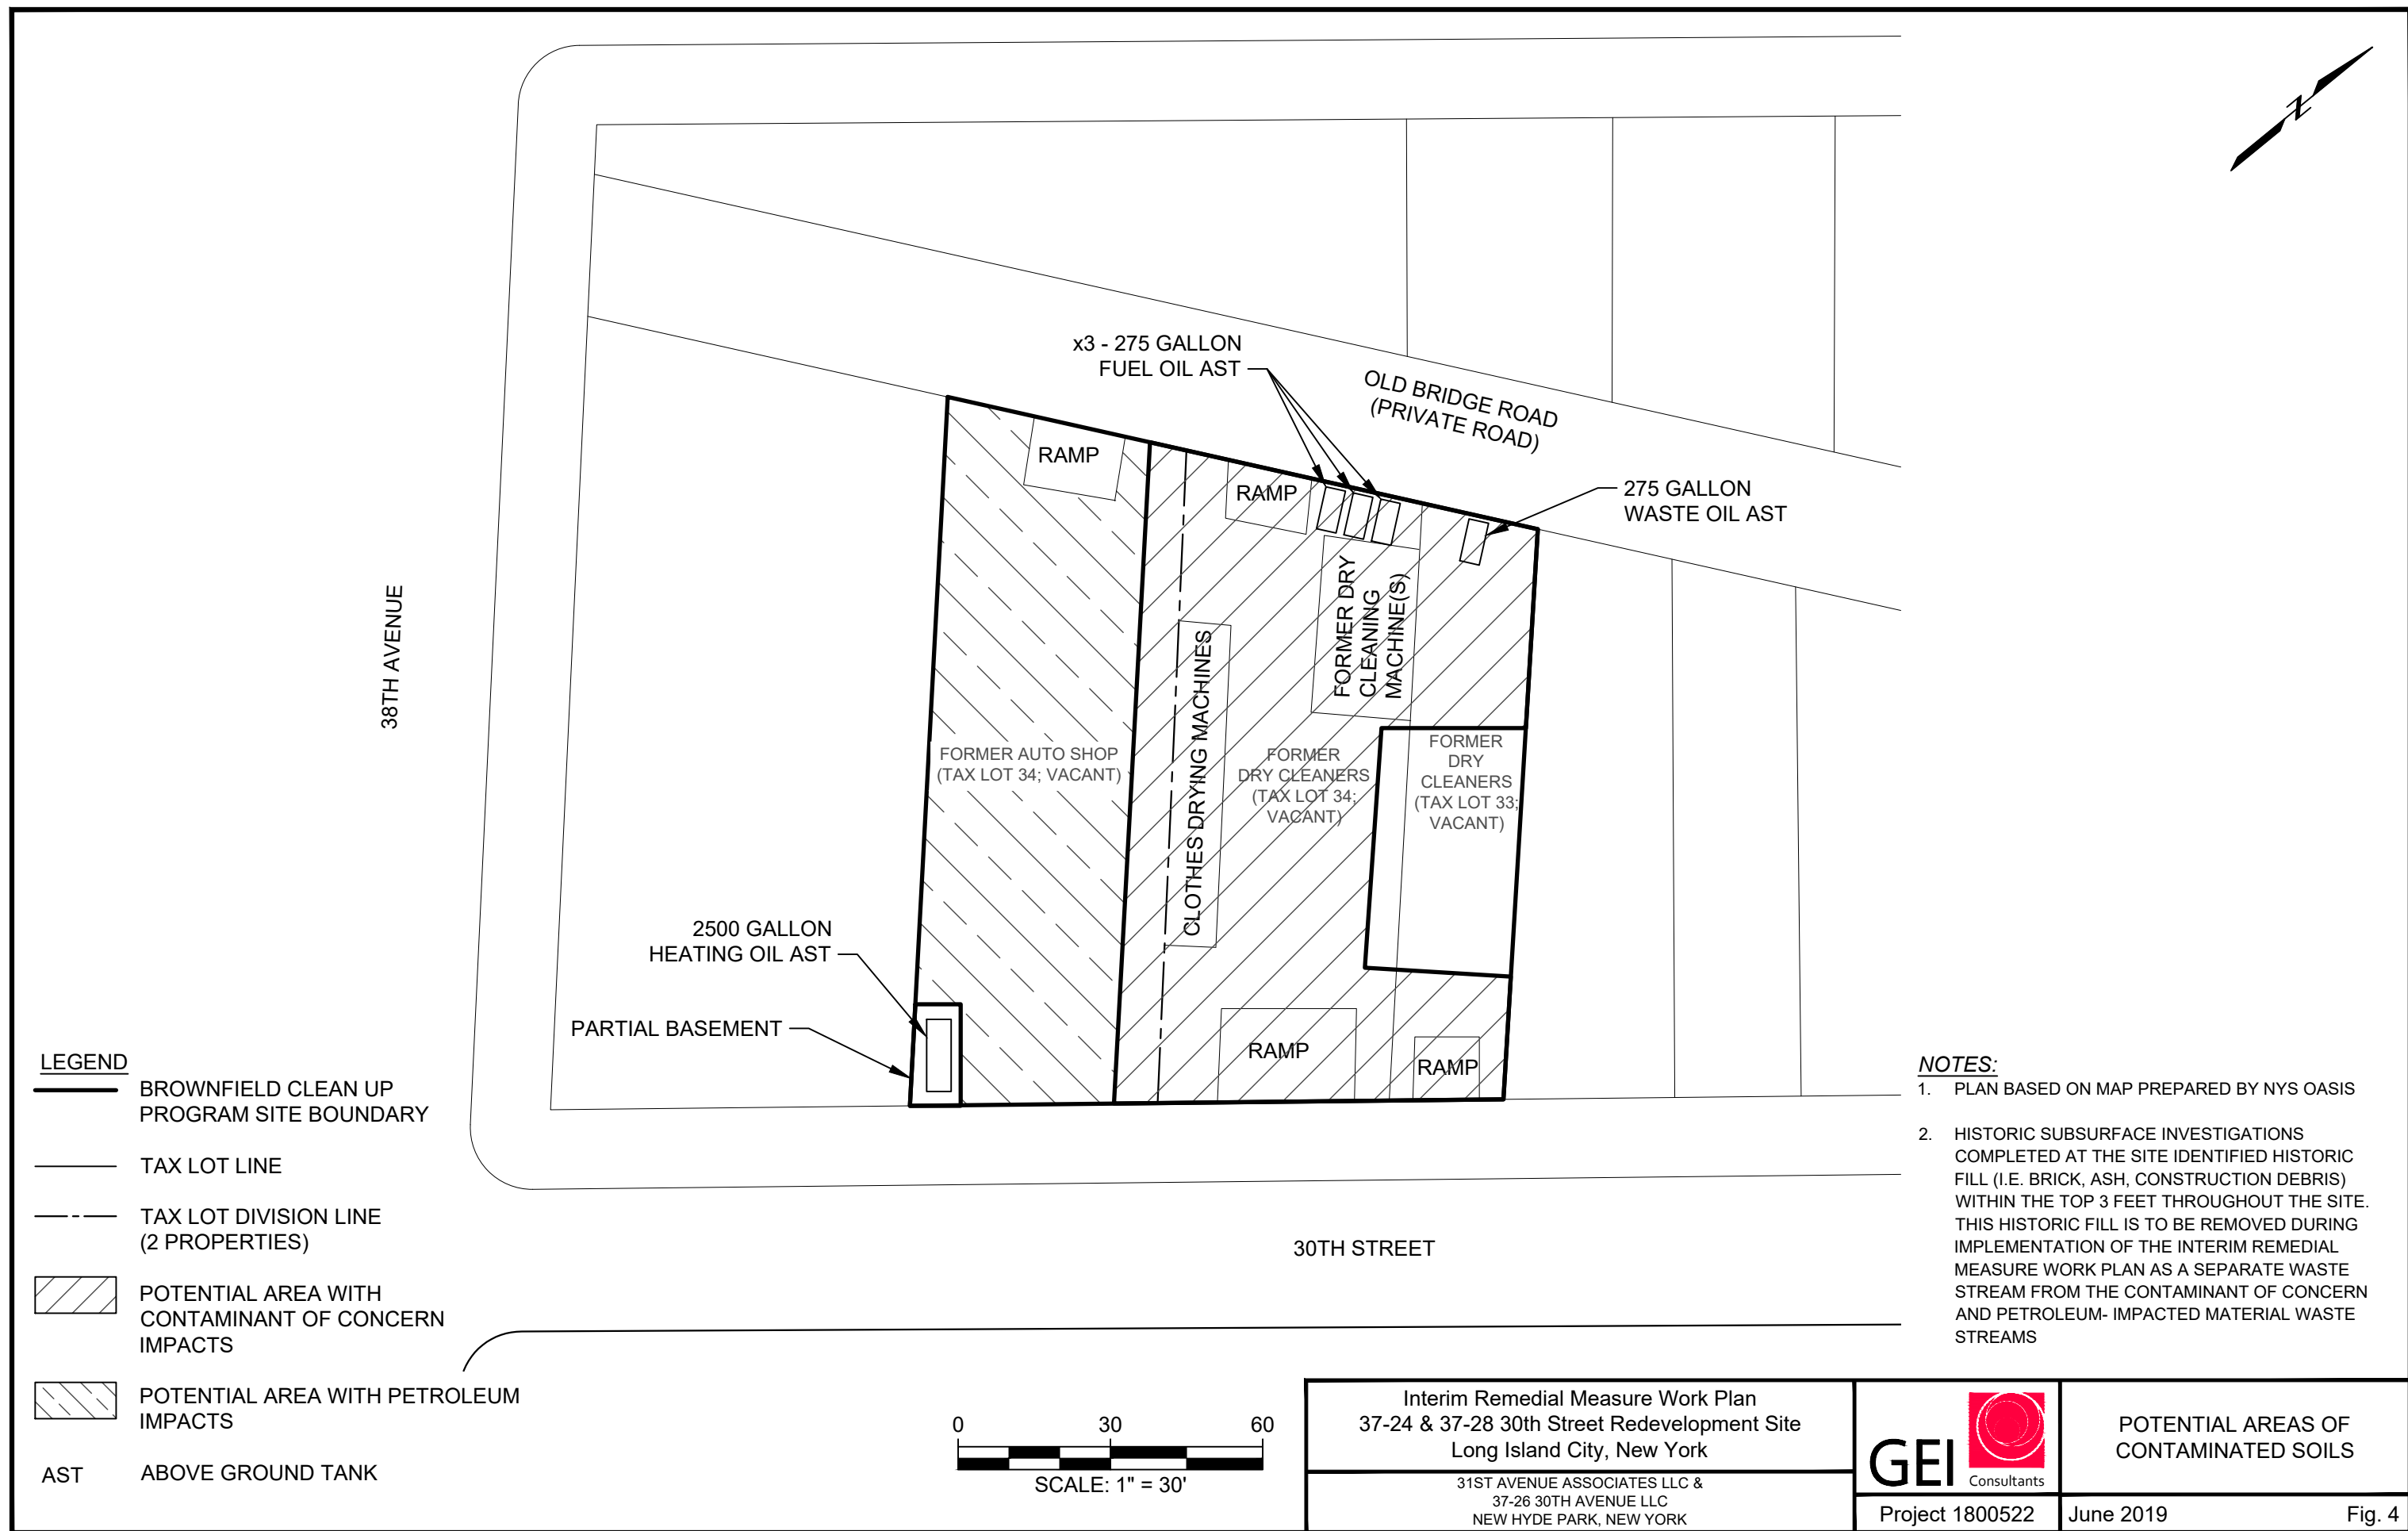 N
x3 - 275 GALLON
FUEL OIL AST
OLD BRIDGE ROAD
(PRIVATE ROAD)
RAMP
RAMP
275 GALLON
WASTE OIL AST
FORMER DRY
CLEANING
MACHINE(S)
38TH AVENUE
CLOTHES DRYING MACHINES
FORMER AUTO SHOP
(TAX LOT 34; VACANT)
FORMER
DRY CLEANERS
(TAX LOT 34;
VACANT)
FORMER
DRY
CLEANERS
(TAX LOT 33;
VACANT)
2500 GALLON
HEATING OIL AST
PARTIAL BASEMENT
RAMP
RAMP
30TH STREET
LEGEND
BROWNFIELD CLEAN UP
PROGRAM SITE BOUNDARY
TAX LOT LINE
TAX LOT DIVISION LINE
(2 PROPERTIES)
POTENTIAL AREA WITH
CONTAMINANT OF CONCERN
IMPACTS
POTENTIAL AREA WITH PETROLEUM
IMPACTS
AST ABOVE GROUND TANK
NOTES:
1. PLAN BASED ON MAP PREPARED BY NYS OASIS
2. HISTORIC SUBSURFACE INVESTIGATIONS
COMPLETED AT THE SITE IDENTIFIED HISTORIC
FILL (I.E. BRICK, ASH, CONSTRUCTION DEBRIS)
WITHIN THE TOP 3 FEET THROUGHOUT THE SITE.
THIS HISTORIC FILL IS TO BE REMOVED DURING
IMPLEMENTATION OF THE INTERIM REMEDIAL
MEASURE WORK PLAN AS A SEPARATE WASTE
STREAM FROM THE CONTAMINANT OF CONCERN
AND PETROLEUM- IMPACTED MATERIAL WASTE
STREAMS
0 30 60
SCALE: 1" = 30'
Interim Remedial Measure Work Plan
37-24 & 37-28 30th Street Redevelopment Site
Long Island City, New York
31ST AVENUE ASSOCIATES LLC &
37-26 30TH AVENUE LLC
NEW HYDE PARK, NEW YORK
GEI Consultants
Project 1800522
POTENTIAL AREAS OF
CONTAMINATED SOILS
June 2019 Fig. 4